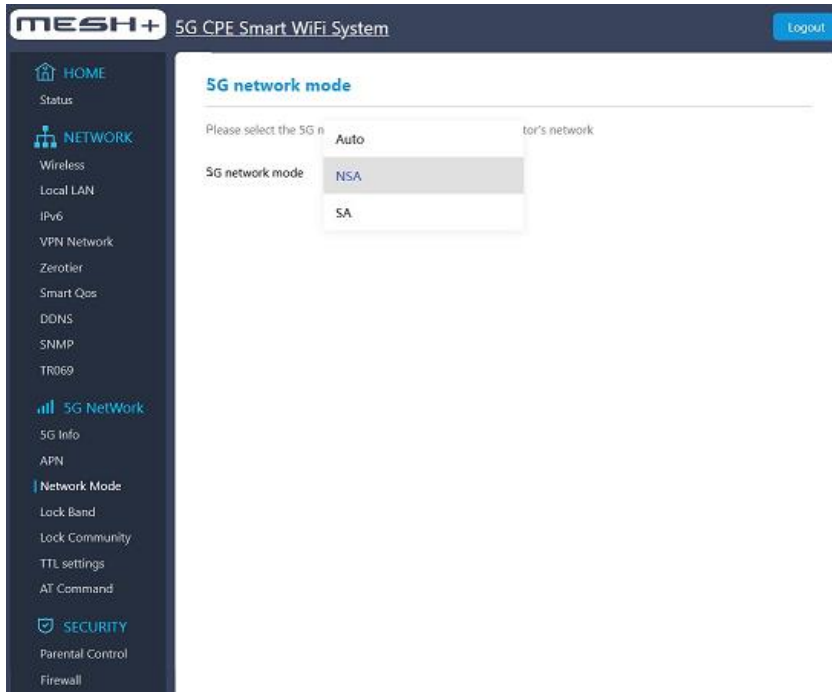 MESH+
5G CPE Smart WiFi System
Logout
HOME
Status
NETWORK
Wireless
Local LAN
IPv6
VPN Network
Zerotier
Smart Qos
DDNS
SNMP
TR069
5G NetWork
5G Info
APN
Network Mode
Lock Band
Lock Community
TTL settings
AT Command
SECURITY
Parental Control
Firewall
5G network mode
Please select the 5G n tor's network
5G network mode
Auto
NSA
SA